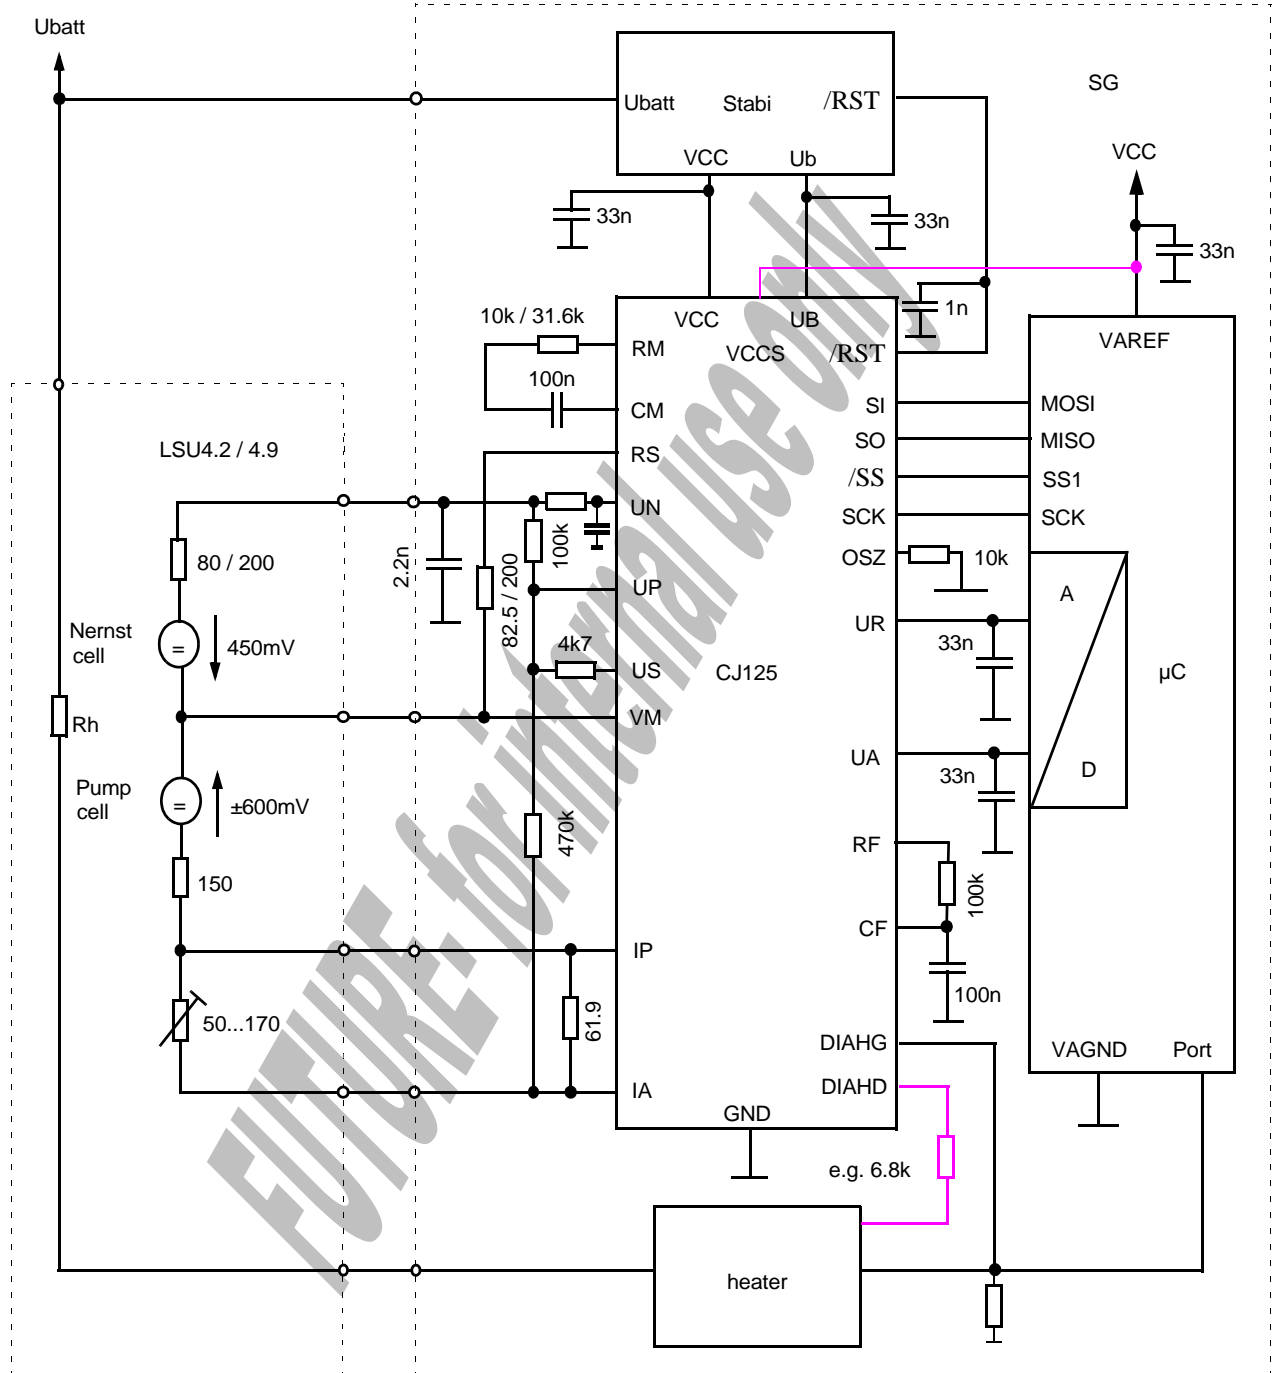 Ubatt
SG
Ubatt
Stabi
/RST
VCC
Ub
VCC
33n
33n
33n
1n
10k / 31.6k
100n
VCC
UB
VCCS
RM
CM
RS
UN
UP
US
VM
IP
IA
/RST
SI
SO
/SS
SCK
OSZ
UR
UA
RF
CF
DIAHG
DIAHD
GND
CJ125
VAREF
MOSI
MISO
SS1
SCK
A
D
µC
VAGND
Port
LSU4.2 / 4.9
80 / 200
Nernst
cell
=
450mV
Rh
Pump
cell
=
±600mV
150
50...170
2.2n
82.5 / 200
100k
4k7
470k
61.9
10k
33n
33n
100k
100n
e.g. 6.8k
heater
FUTURE- for internal use only